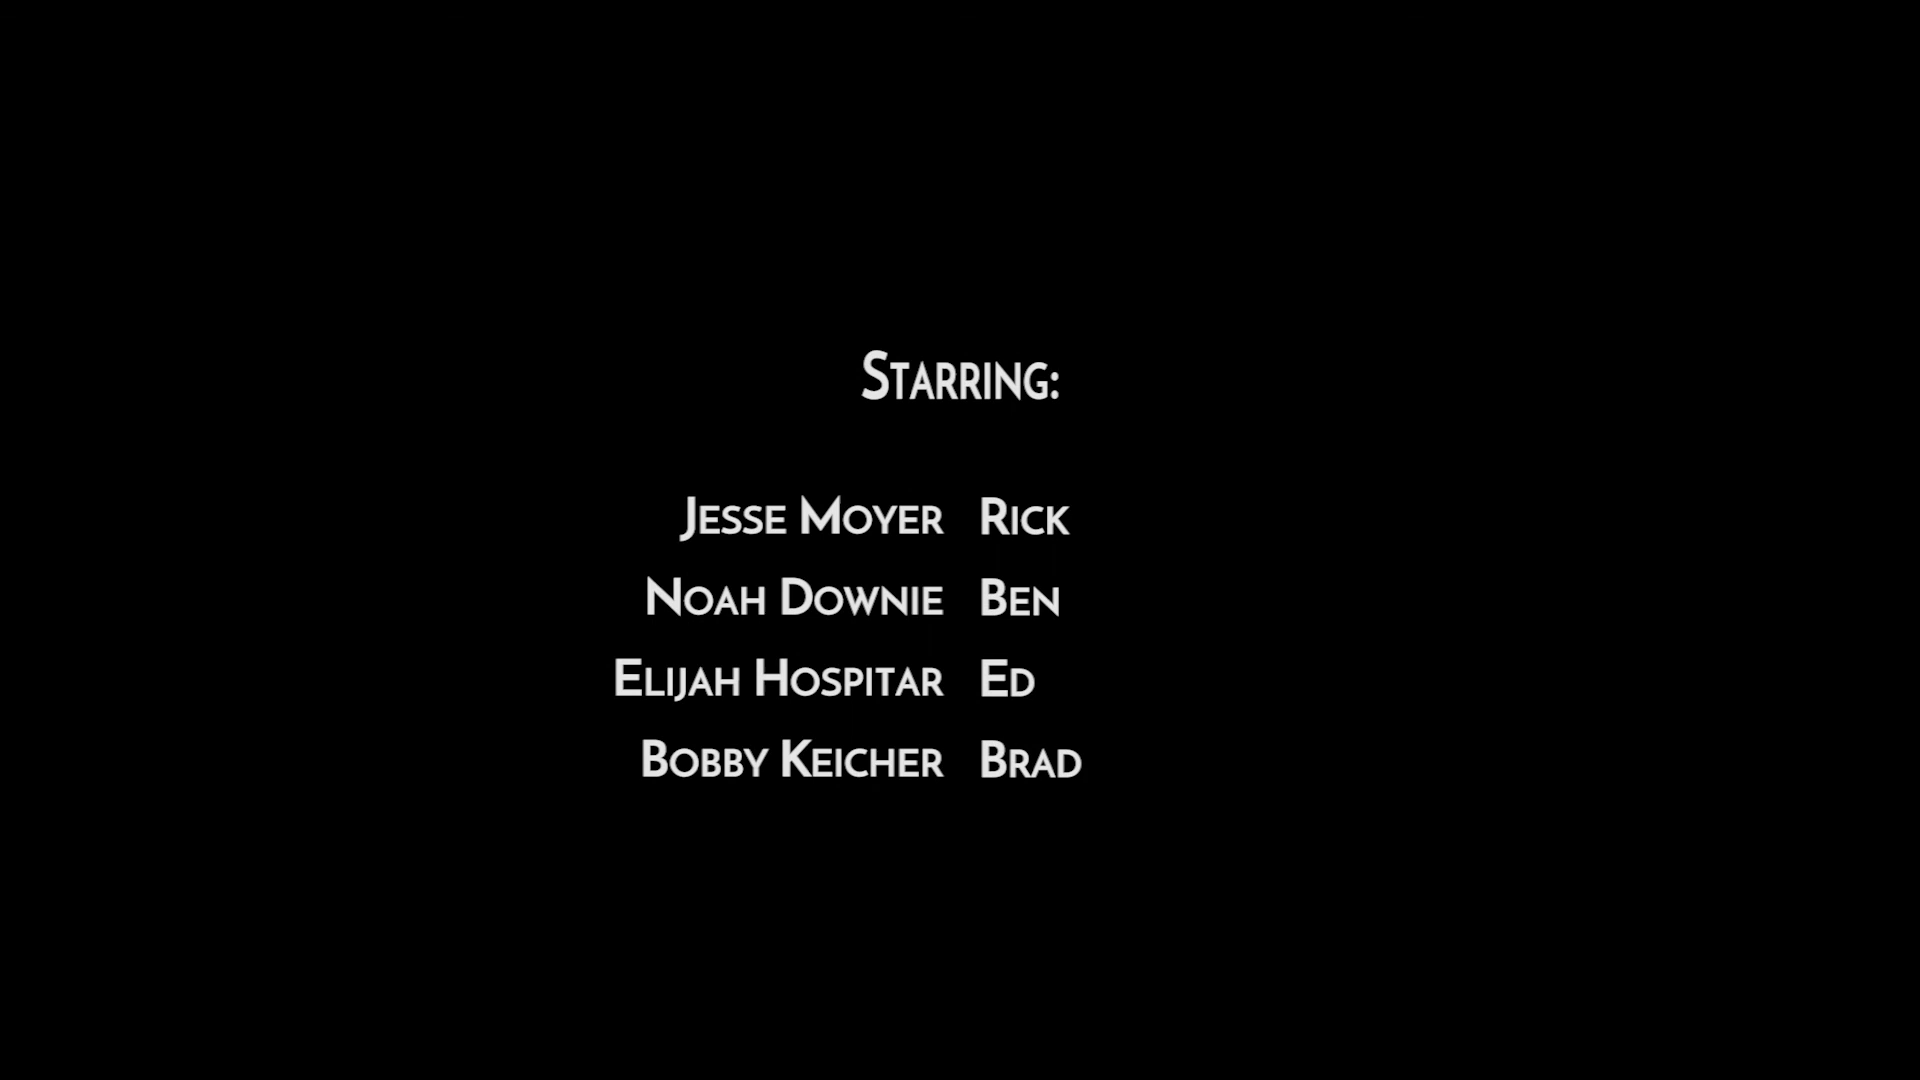 Starring:
Jesse Moyer Rick
Noah Downie Ben
Elijah Hospitar Ed
Bobby Keicher Brad